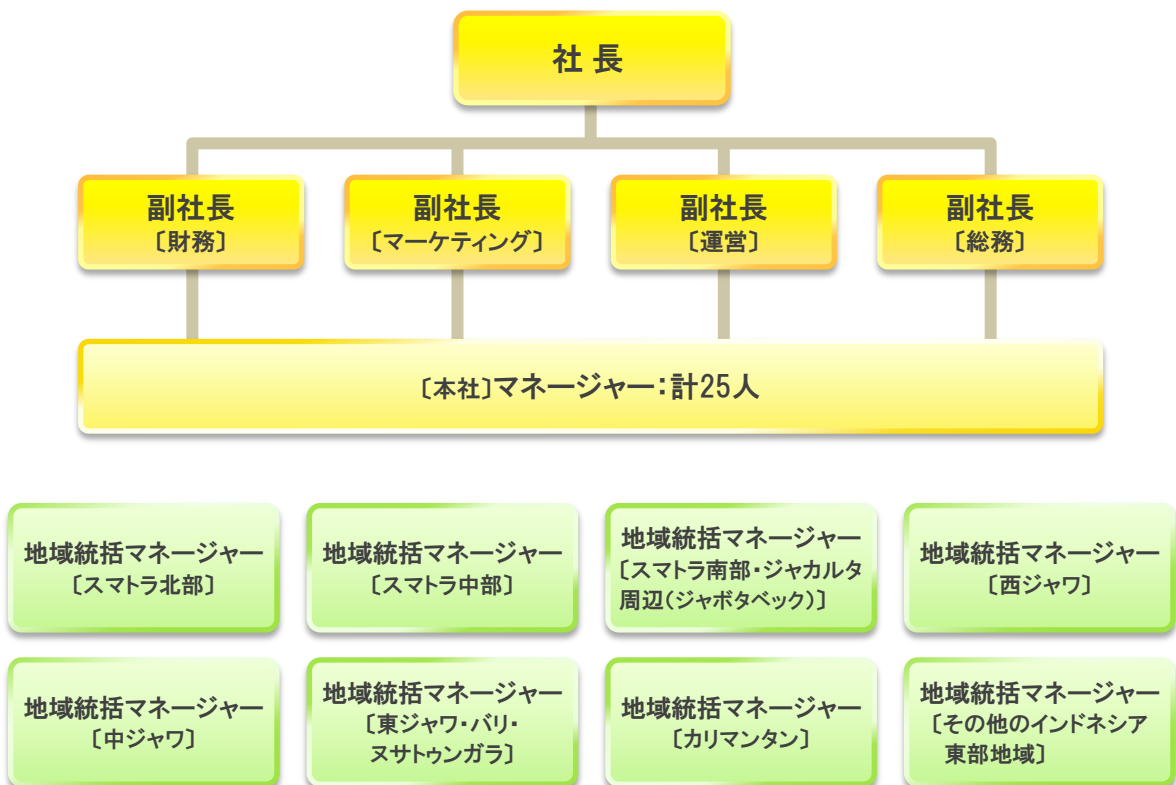 社 長
副社長
〔財務〕
副社長
〔マーケティング〕
副社長
〔運営〕
副社長
〔総務〕
〔本社〕マネージャー：計25人
地域統括マネージャー
〔スマトラ北部〕
地域統括マネージャー
〔スマトラ中部〕
地域統括マネージャー
〔スマトラ南部・ジャカルタ
周辺（ジャボタベック）〕
地域統括マネージャー
〔西ジャワ〕
地域統括マネージャー
〔中ジャワ〕
地域統括マネージャー
〔東ジャワ・バリ・
ヌサトゥンガラ〕
地域統括マネージャー
〔カリマンタン〕
地域統括マネージャー
〔その他のインドネシア
東部地域〕